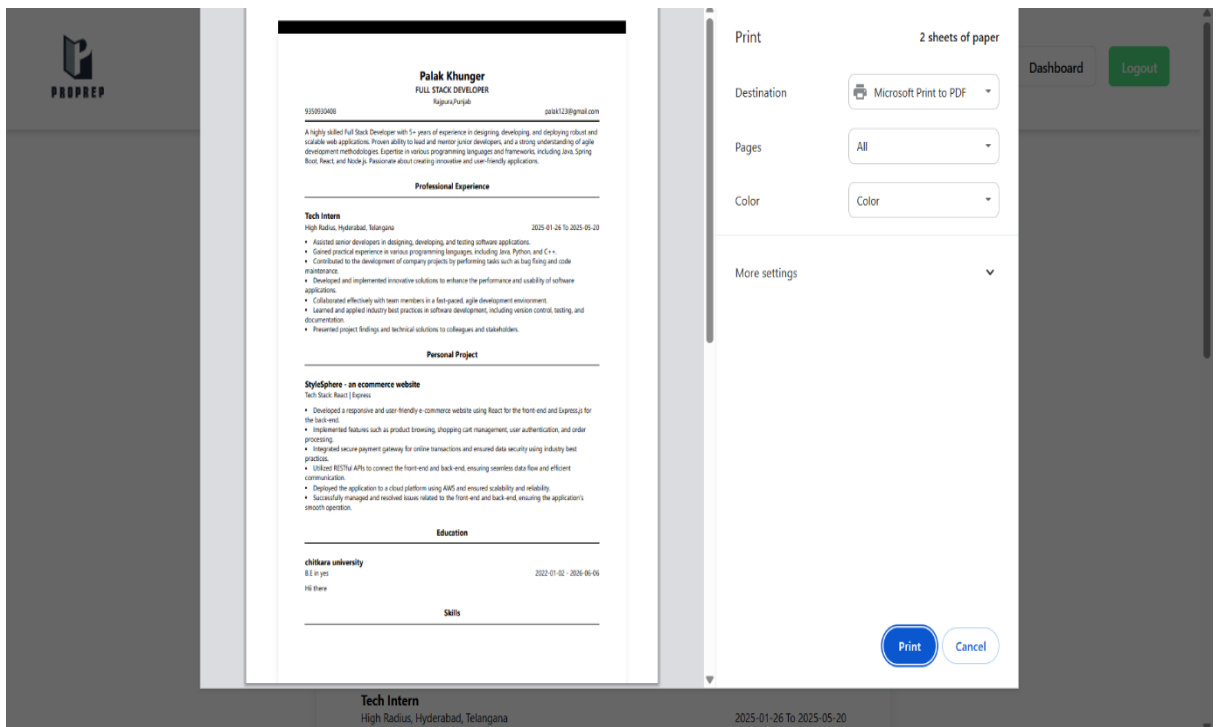 PROPREP
Dashboard
Logout
Palak Khunger
FULL STACK DEVELOPER
Rajpura,Punjab
9350930408 palak123@gmail.com
A highly skilled Full Stack Developer with 5+ years of experience in designing, developing, and deploying robust and
scalable web applications. Proven ability to lead and mentor junior developers, and a strong understanding of agile
development methodologies. Expertise in various programming languages and frameworks, including Java, Spring
Boot, React, and Node.js. Passionate about creating innovative and user-friendly applications.
Professional Experience
Tech Intern
High Radius, Hyderabad, Telangana 2025-01-26 To 2025-05-20
• Assisted senior developers in designing, developing, and testing software applications.
• Gained practical experience in various programming languages, including Java, Python, and C++.
• Contributed to the development of company projects by performing tasks such as bug fixing and code
maintenance.
• Developed and implemented innovative solutions to enhance the performance and usability of software
applications.
• Collaborated effectively with team members in a fast-paced, agile development environment.
• Learned and applied industry best practices in software development, including version control, testing, and
documentation.
• Presented project findings and technical solutions to colleagues and stakeholders.
Personal Project
StyleSphere - an ecommerce website
Tech Stack: React | Express
• Developed a responsive and user-friendly e-commerce website using React for the front-end and Express.js for
the back-end.
• Implemented features such as product browsing, shopping cart management, user authentication, and order
processing.
• Integrated secure payment gateway for online transactions and ensured data security using industry best
practices.
• Utilized RESTful APIs to connect the front-end and back-end, ensuring seamless data flow and efficient
communication.
• Deployed the application to a cloud platform using AWS and ensured scalability and reliability.
• Successfully managed and resolved issues related to the front-end and back-end, ensuring the application's
smooth operation.
Education
chitkara university
B.E in yes 2022-01-02 - 2026-06-06
Hii there
Skills
Print 2 sheets of paper
Destination Microsoft Print to PDF
Pages All
Color Color
More settings
Print Cancel
Tech Intern
High Radius, Hyderabad, Telangana 2025-01-26 To 2025-05-20